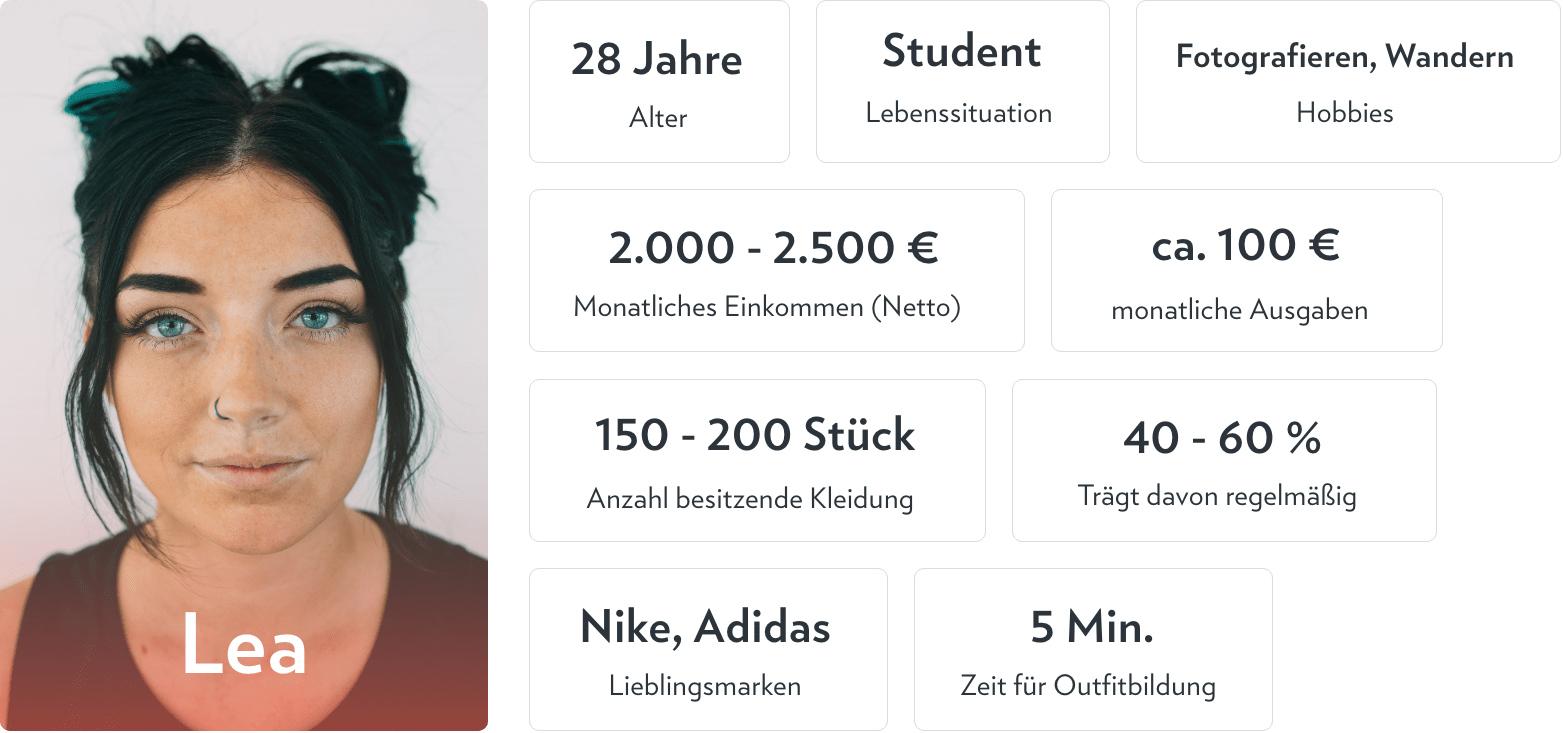 Lea
28 Jahre
Alter
Student
Lebenssituation
Fotografieren, Wandern
Hobbies
2.000 - 2.500 €
Monatliches Einkommen (Netto)
ca. 100 €
monatliche Ausgaben
150 - 200 Stück
Anzahl besitzende Kleidung
40 - 60 %
Trägt davon regelmäßig
Nike, Adidas
Lieblingsmarken
5 Min.
Zeit für Outfitbildung